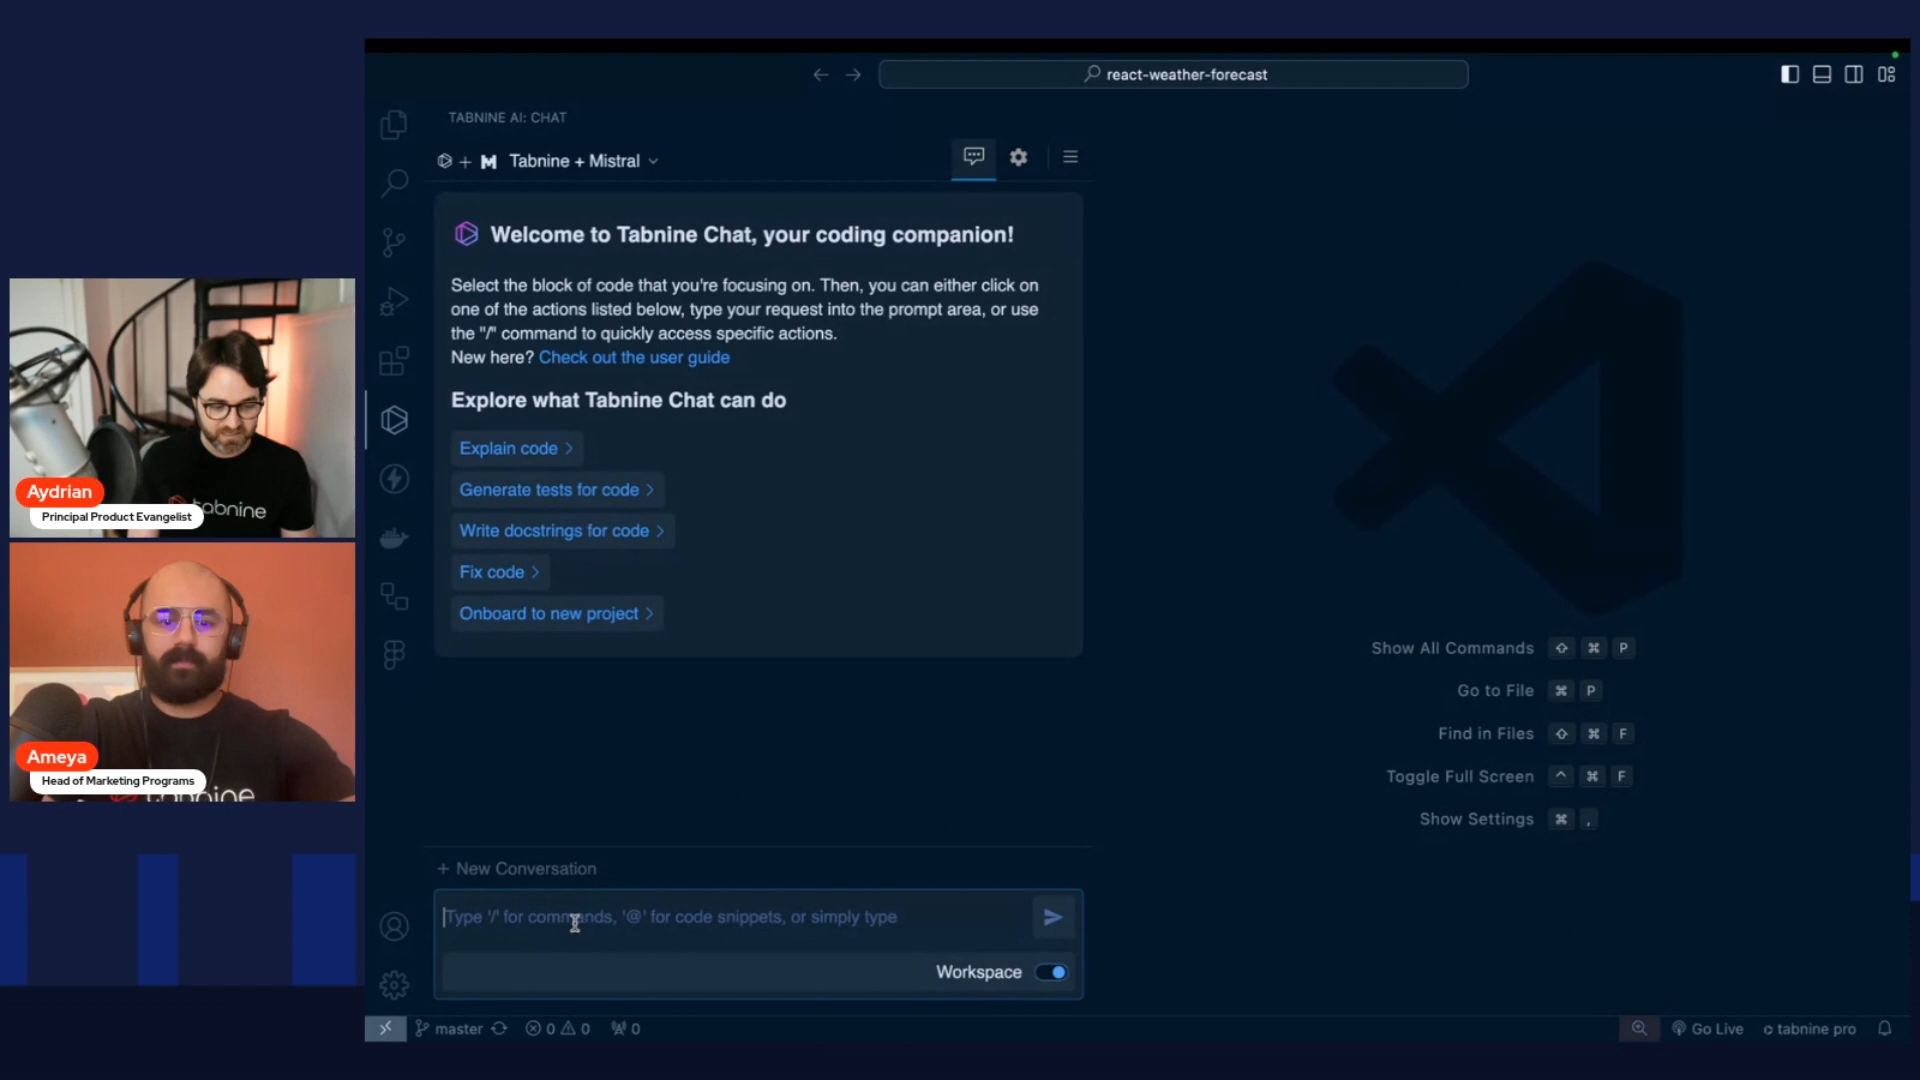 react-weather-forecast
TABNINE AI: CHAT
+ M Tabnine + Mistral
Welcome to Tabnine Chat, your coding companion!
Select the block of code that you're focusing on. Then, you can either click on
one of the actions listed below, type your request into the prompt area, or use
the "/" command to quickly access specific actions.
New here? Check out the user guide
Explore what Tabnine Chat can do
Explain code >
Generate tests for code >
Write docstrings for code >
Fix code >
Onboard to new project >
+ New Conversation
Type '/' for commands, '@' for code snippets, or simply type
Workspace
Show All Commands ⇧ ⌘ P
Go to File ⌘ P
Find in Files ⇧ ⌘ F
Toggle Full Screen ^ ⌘ F
Show Settings ⌘ ,
master 0 0 0
Go Live tabnine pro
tabnine
Aydrian
Principal Product Evangelist
Ameya
Head of Marketing Programs
tabnine